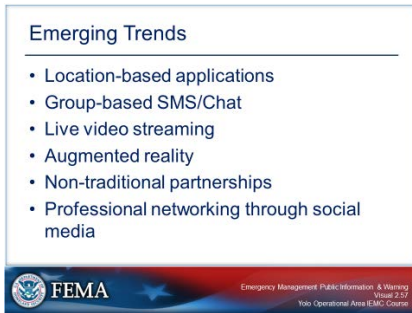 Emerging Trends
• Location-based applications
• Group-based SMS/Chat
• Live video streaming
• Augmented reality
• Non-traditional partnerships
• Professional networking through social
media
FEMA
Emergency Management Public Information & Warning
Visual 2.57
Yolo Operational Area IEMC Course